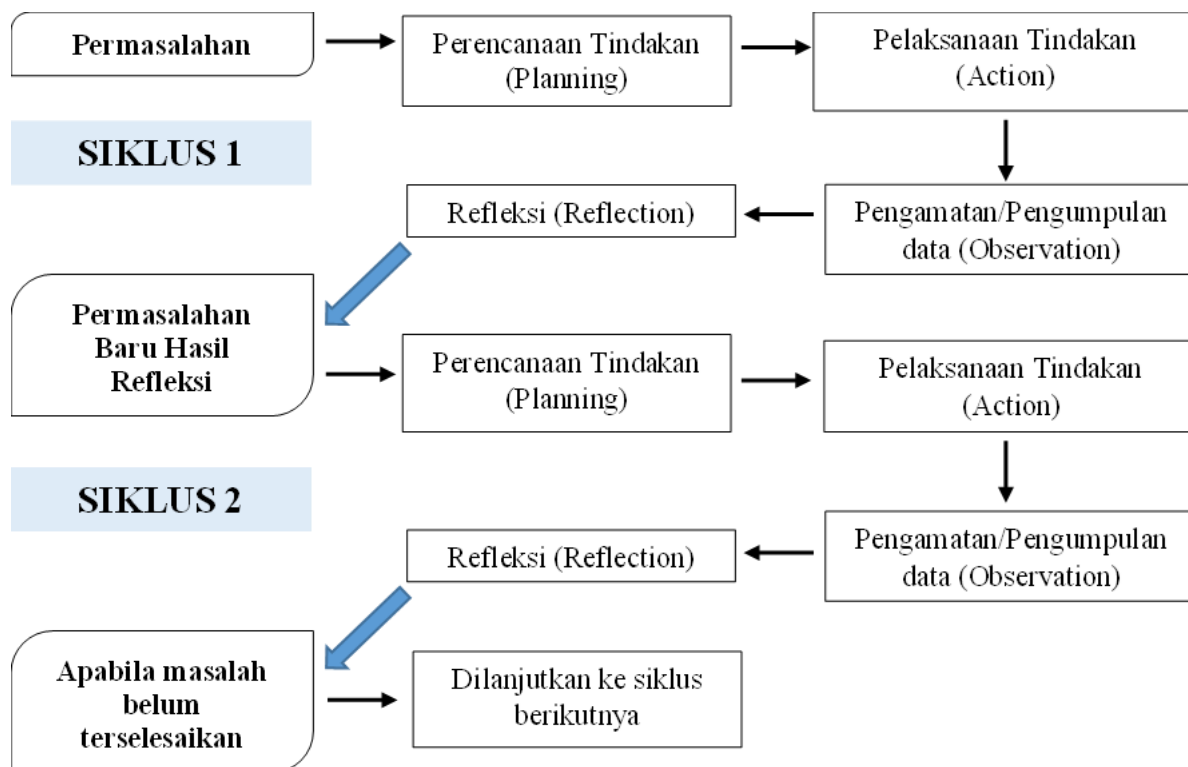 Permasalahan
Perencanaan Tindakan
(Planning)
Pelaksanaan Tindakan
(Action)
SIKLUS 1
Refleksi (Reflection)
Pengamatan/Pengumpulan
data (Observation)
Permasalahan
Baru Hasil
Refleksi
Perencanaan Tindakan
(Planning)
Pelaksanaan Tindakan
(Action)
SIKLUS 2
Refleksi (Reflection)
Pengamatan/Pengumpulan
data (Observation)
Apabila masalah
belum
terselesaikan
Dilanjutkan ke siklus
berikutnya